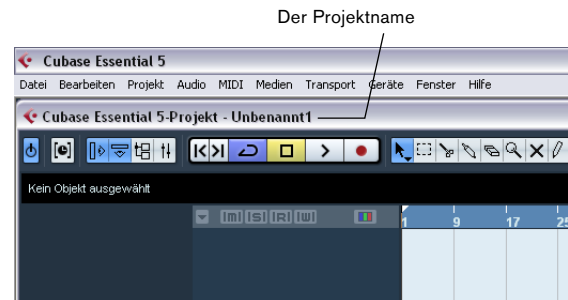 Der Projektname
Cubase Essential 5
Datei Bearbeiten Projekt Audio MIDI Medien Transport Geräte Fenster Hilfe
Cubase Essential 5-Projekt - Unbenannt1
Kein Objekt ausgewählt
m S R W
1 9 17 25